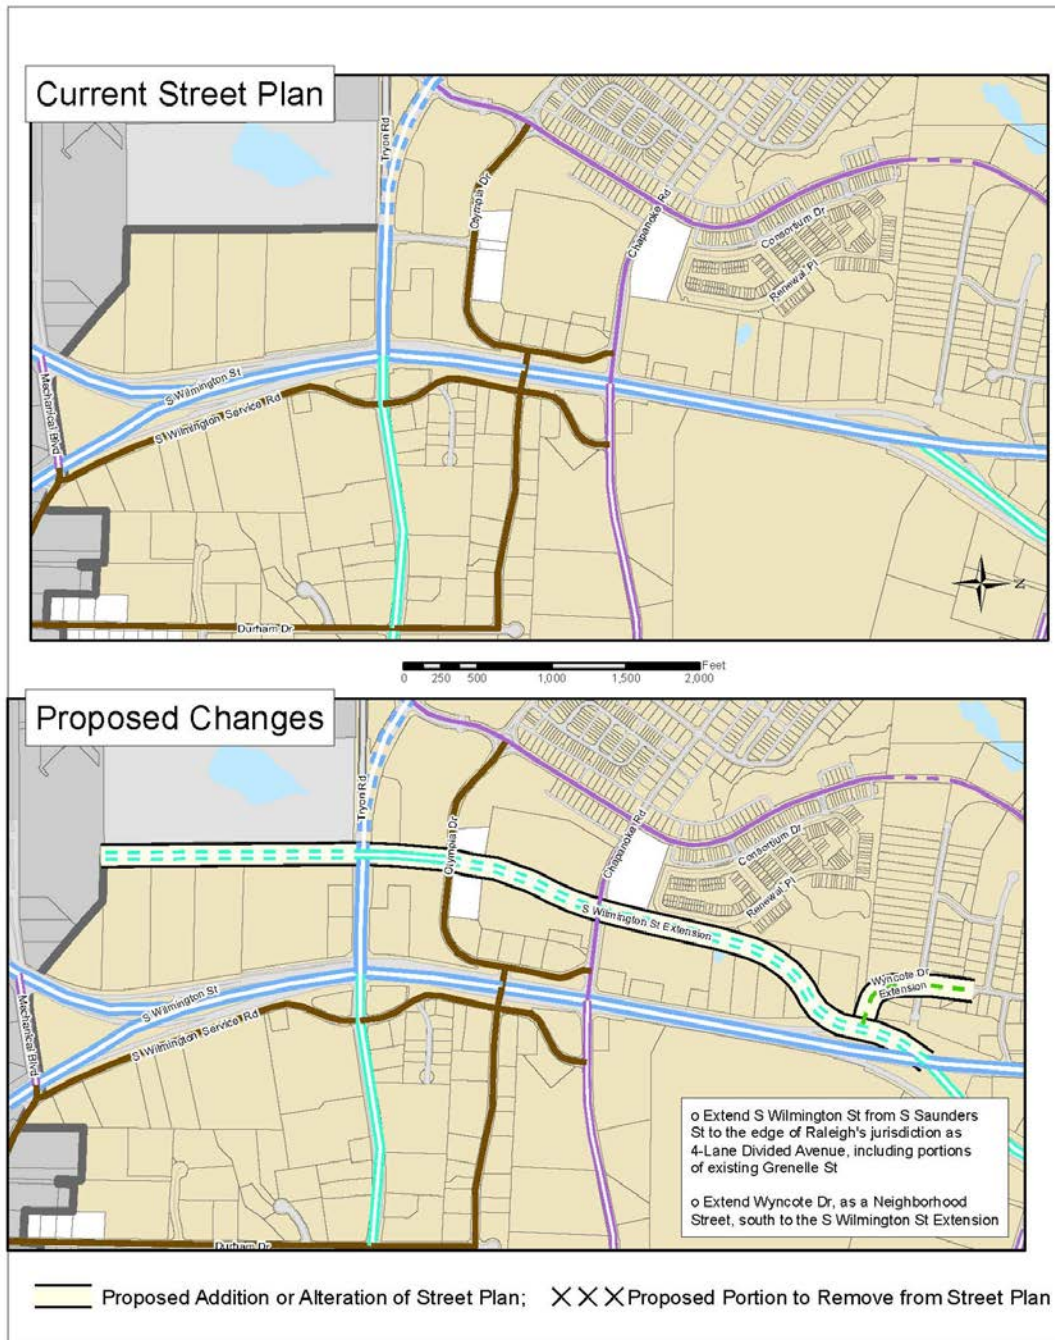 Current Street Plan
Tryon Rd
Olympia Dr
Chapanoke Rd
Consortium Dr
Renewal Pl
Mechanical Blvd
S Wilmington St
S Wilmington Service Rd
Durham Dr
N
Feet
0 250 500 1,000 1,500 2,000
Proposed Changes
Tryon Rd
Olympia Dr
Chapanoke Rd
Consortium Dr
Renewal Pl
S Wilmington St Extension
Wyncote Dr
Extension
Mechanical Blvd
S Wilmington St
S Wilmington Service Rd
Durham Dr
o Extend S Wilmington St from S Saunders
St to the edge of Raleigh's jurisdiction as
4-Lane Divided Avenue, including portions
of existing Grenelle St
o Extend Wyncote Dr, as a Neighborhood
Street, south to the S Wilmington St Extension
Proposed Addition or Alteration of Street Plan; Proposed Portion to Remove from Street Plan